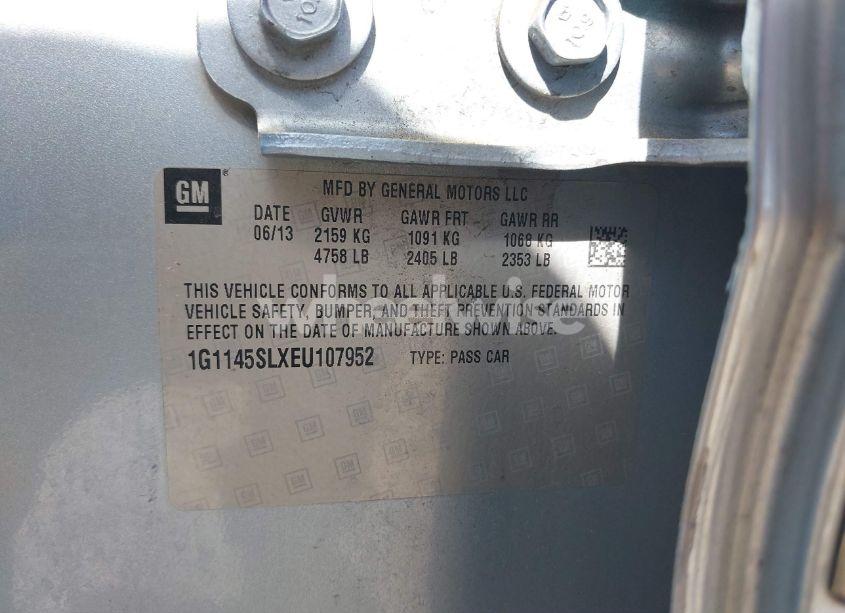 GM
MFD BY GENERAL MOTORS LLC
DATE GVWR GAWR FRT GAWR RR
06/13 2159 KG 1091 KG 1068 KG
4758 LB 2405 LB 2353 LB
THIS VEHICLE CONFORMS TO ALL APPLICABLE U.S. FEDERAL MOTOR
VEHICLE SAFETY, BUMPER, AND THEFT PREVENTION STANDARDS IN
EFFECT ON THE DATE OF MANUFACTURE SHOWN ABOVE.
1G1145SLXEU107952 TYPE: PASS CAR